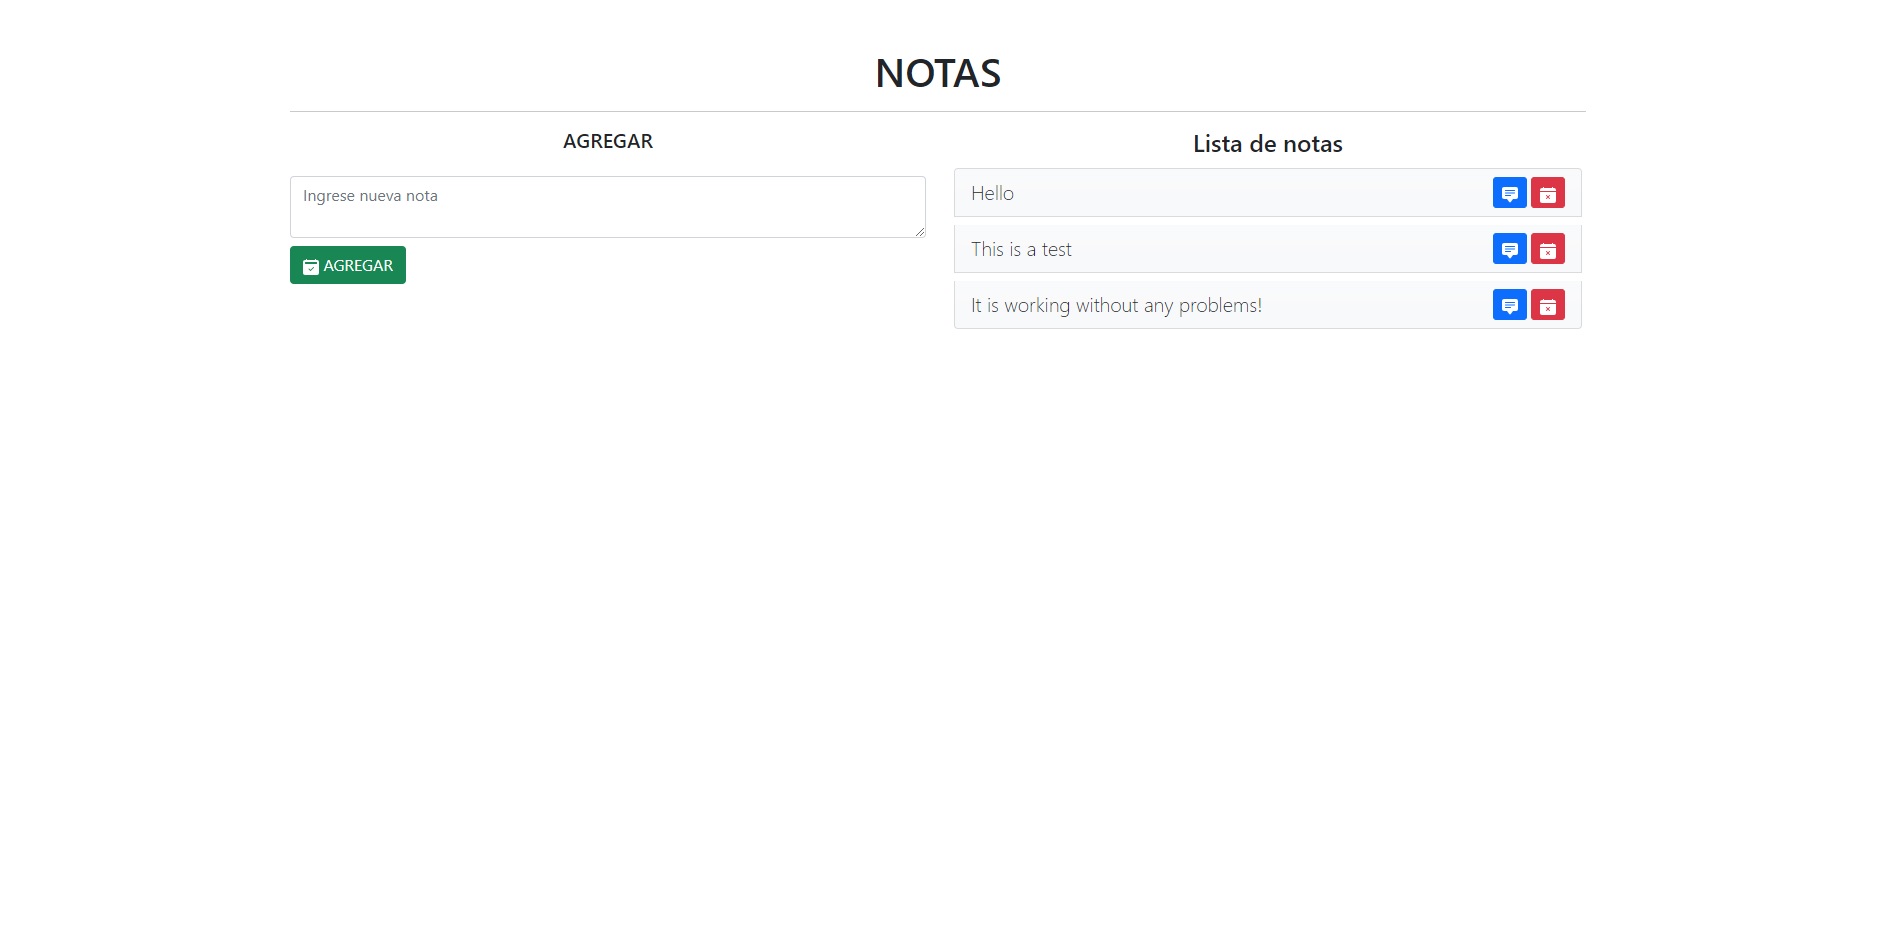 NOTAS
AGREGAR
Ingrese nueva nota
AGREGAR
Lista de notas
Hello
This is a test
It is working without any problems!